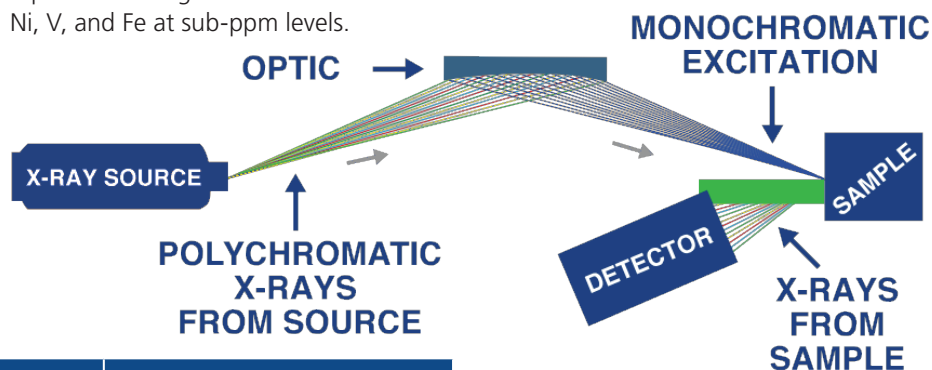 Ni, V, and Fe at sub-ppm levels.
MONOCHROMATIC
EXCITATION
OPTIC
X-RAY SOURCE
SAMPLE
DETECTOR
POLYCHROMATIC
X-RAYS
FROM SOURCE
X-RAYS
FROM
SAMPLE